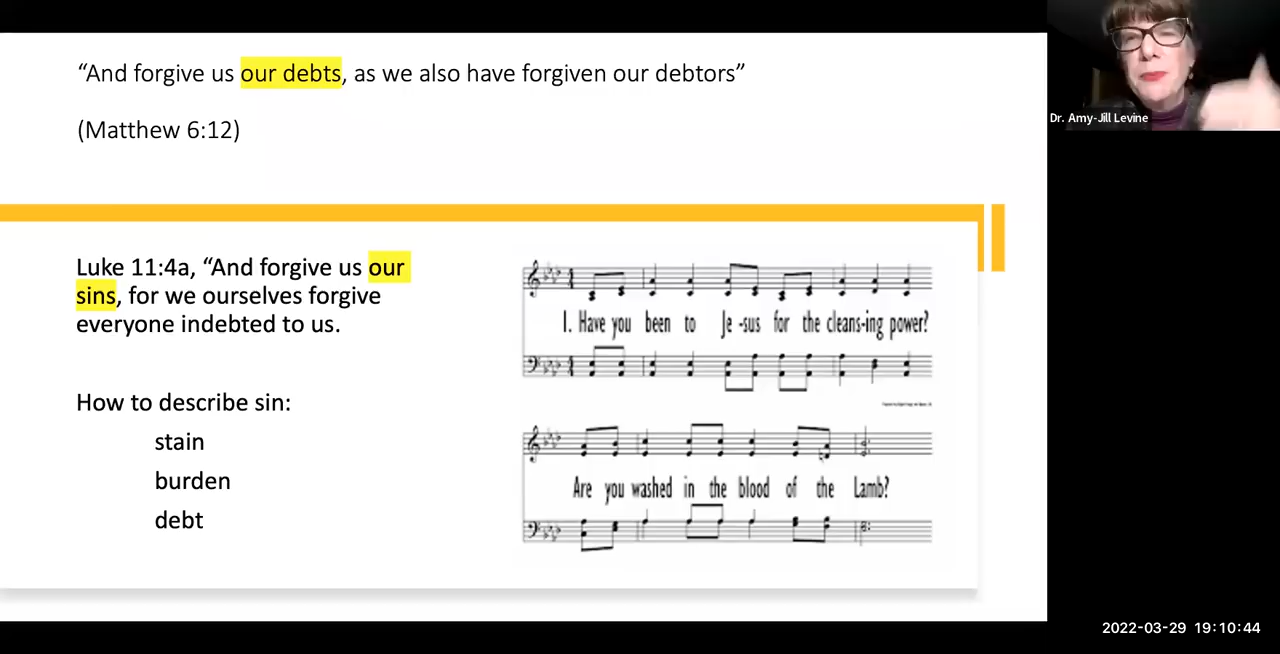 “And forgive us our debts, as we also have forgiven our debtors”
(Matthew 6:12)
Dr. Amy-Jill Levine
Luke 11:4a, “And forgive us our
sins, for we ourselves forgive
everyone indebted to us.
How to describe sin:
stain
burden
debt
1. Have you been to Je -sus for the cleans-ing power?
Are you washed in the blood of the Lamb?
2022-03-29 19:10:44